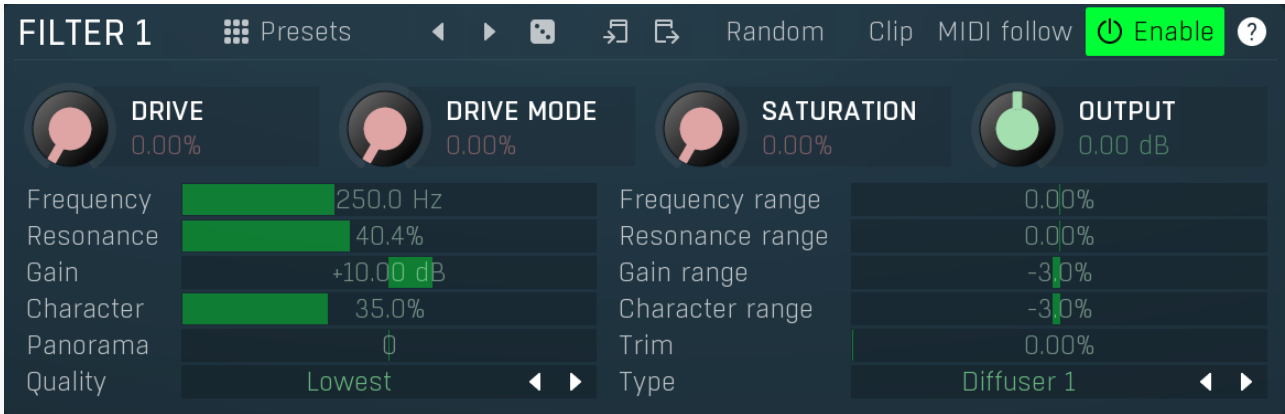 FILTER 1 Presets Random Clip MIDI follow Enable ?
DRIVE DRIVE MODE SATURATION OUTPUT
0.00% 0.00% 0.00% 0.00 dB
Frequency 250.0 Hz Frequency range 0.00%
Resonance 40.4% Resonance range 0.00%
Gain +10.00 dB Gain range -3.0%
Character 35.0% Character range -3.0%
Panorama 0 Trim 0.00%
Quality Lowest Type Diffuser 1